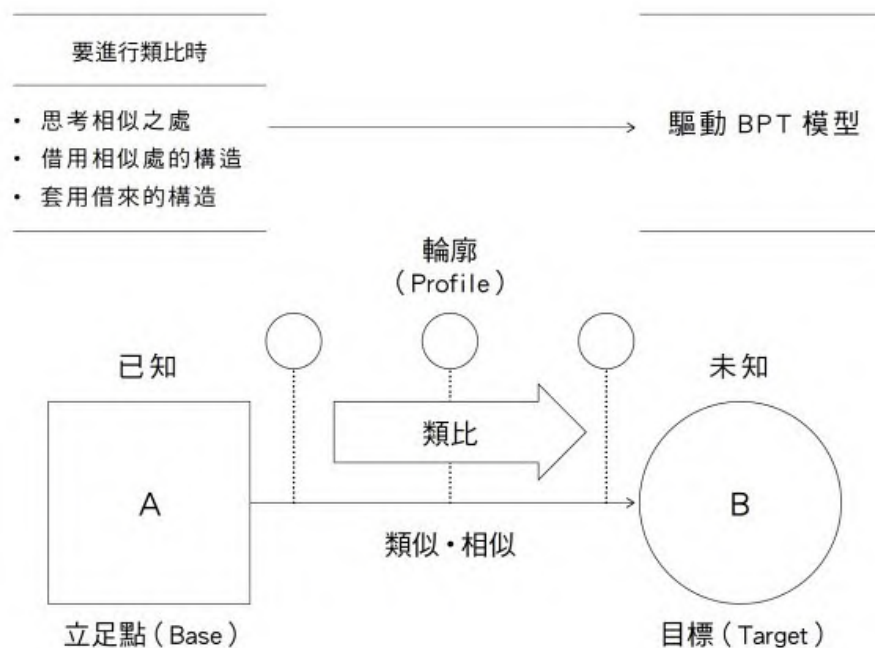 要進行類比時
• 思考相似之處
• 借用相似處的構造
• 套用借來的構造
驅動 BPT 模型
輪廓
（Profile）
已知
未知
類比
A
B
類似・相似
立足點（Base）
目標（Target）